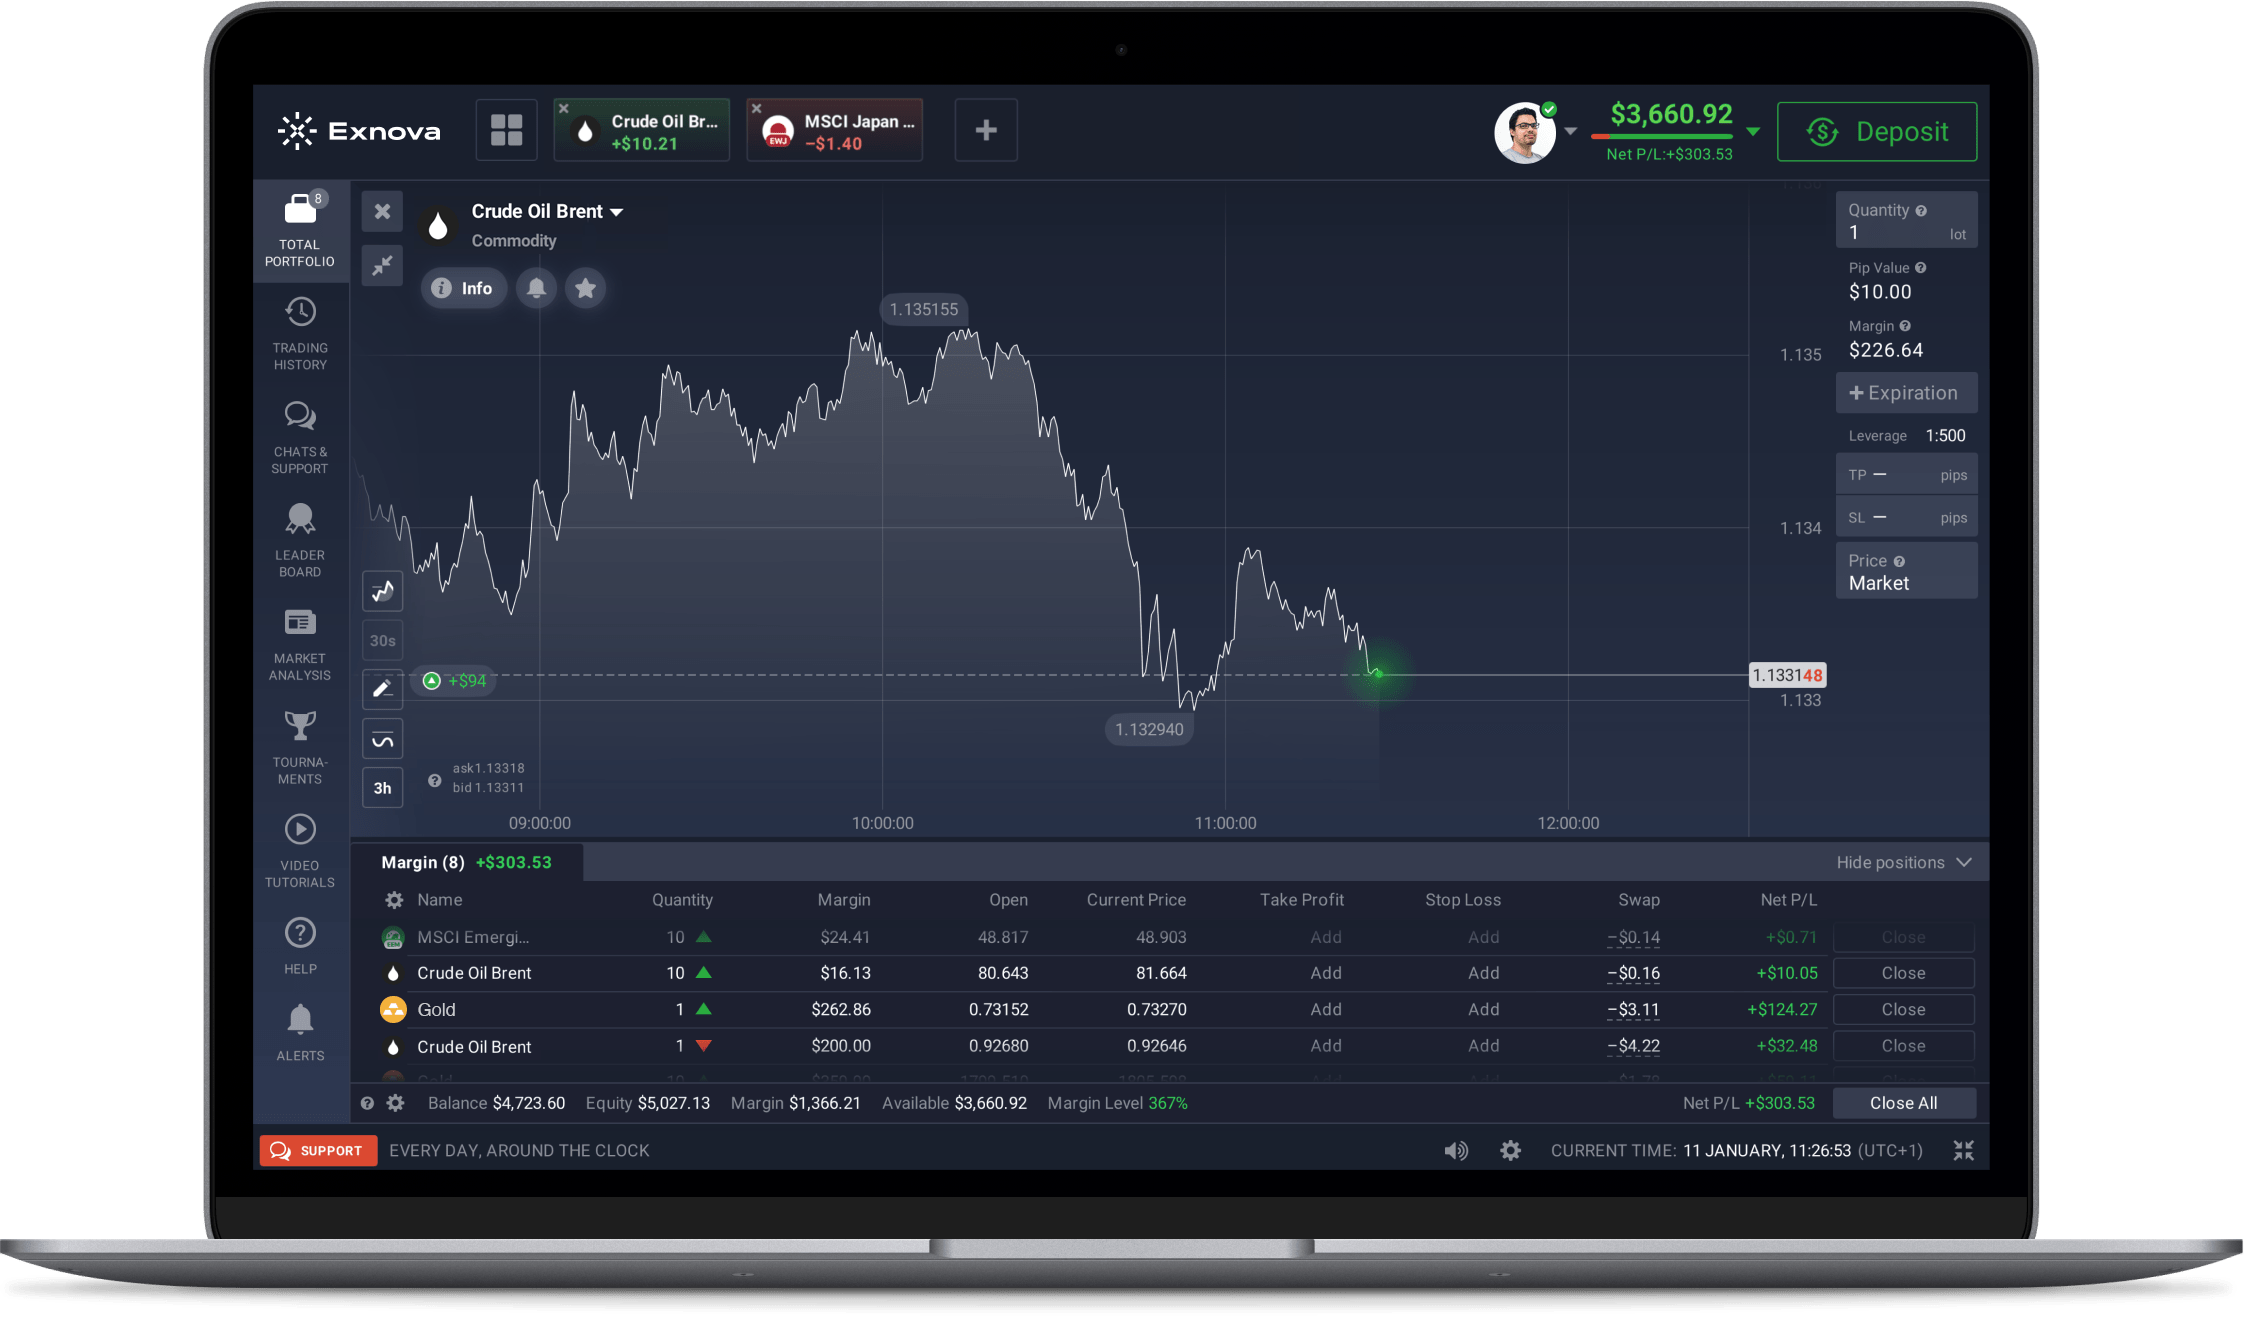 Exnova
Crude Oil Br...
+$10.21
EWJ
MSCI Japan ...
−$1.40
$3,660.92
Net P/L:+$303.53
Deposit
8
TOTAL
PORTFOLIO
TRADING
HISTORY
CHATS &
SUPPORT
LEADER
BOARD
MARKET
ANALYSIS
TOURNA-
MENTS
VIDEO
TUTORIALS
HELP
ALERTS
Crude Oil Brent
Commodity
Info
30s
3h
+$94
ask1.13318
bid 1.13311
1.135155
1.132940
09:00:00 10:00:00 11:00:00 12:00:00
1.135
1.134
1.133148
1.133
Quantity
1 lot
Pip Value
$10.00
Margin
$226.64
+ Expiration
Leverage 1:500
TP – pips
SL – pips
Price
Market
Margin (8) +$303.53 Hide positions
Name Quantity Margin Open Current Price Take Profit Stop Loss Swap Net P/L
EEM MSCI Emergi... 10 $24.41 48.817 48.903 Add Add −$0.14 +$0.71 Close
Crude Oil Brent 10 $16.13 80.643 81.664 Add Add −$0.16 +$10.05 Close
Gold 1 $262.86 0.73152 0.73270 Add Add −$3.11 +$124.27 Close
Crude Oil Brent 1 $200.00 0.92680 0.92646 Add Add −$4.22 +$32.48 Close
Balance $4,723.60 Equity $5,027.13 Margin $1,366.21 Available $3,660.92 Margin Level 367% Net P/L +$303.53 Close All
SUPPORT EVERY DAY, AROUND THE CLOCK CURRENT TIME: 11 JANUARY, 11:26:53 (UTC+1)